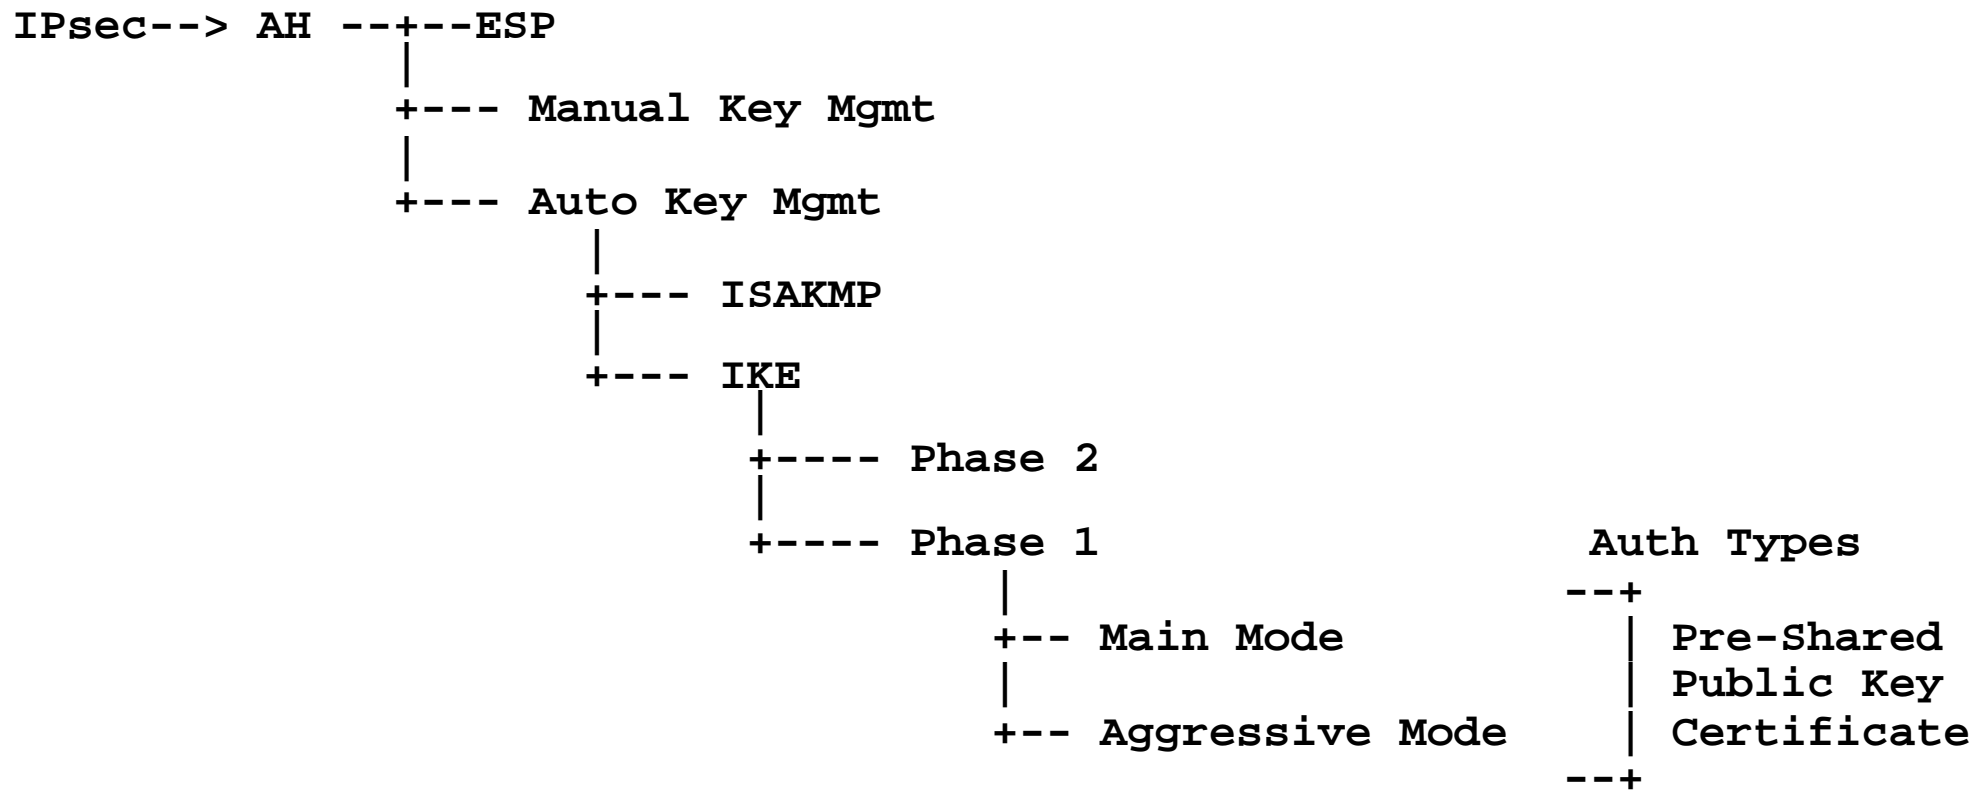 IPsec--> AH --+--ESP
|
+--- Manual Key Mgmt
|
+--- Auto Key Mgmt
|
+--- ISAKMP
|
+--- IKE
|
+---- Phase 2
|
+---- Phase 1 Auth Types
| --+
+-- Main Mode | Pre-Shared
| | Public Key
+-- Aggressive Mode | Certificate
--+